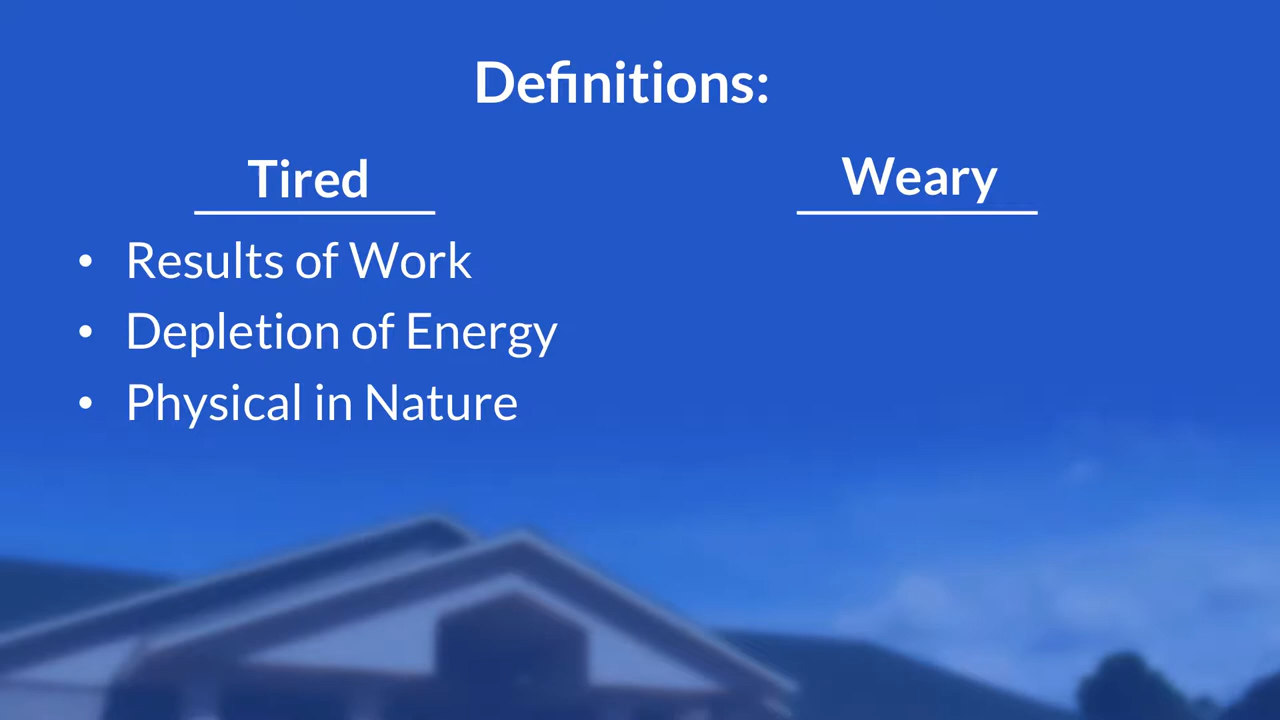 Definitions:
Tired
Weary
• Results of Work
• Depletion of Energy
• Physical in Nature